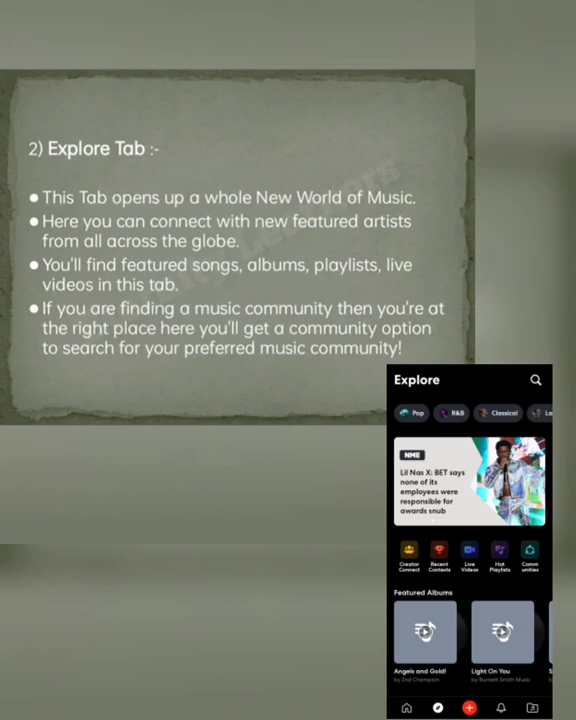 2) Explore Tab :-
● This Tab opens up a whole New World of Music.
● Here you can connect with new featured artists
from all across the globe.
● You'll find featured songs, albums, playlists, live
videos in this tab.
● If you are finding a music community then you're at
the right place here you'll get a community option
to search for your preferred music community!
Explore
Pop R&B Classical
NME
Lil Nas X: BET says
none of its
employees were
responsible for
awards snub
Creator Connect
Recent Contests
Live Videos
Hot Playlists
Comm unities
Featured Albums
Angels and Gold!
by 2nd Champion
Light On You
by Burnett Smith Music